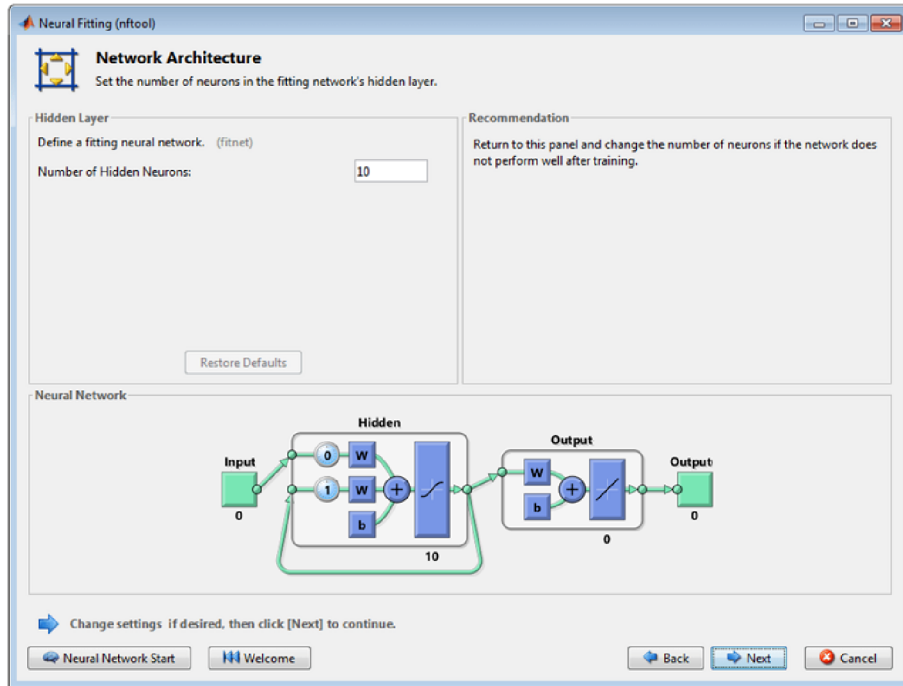 Neural Fitting (nftool)
Network Architecture
Set the number of neurons in the fitting network's hidden layer.
Hidden Layer
Define a fitting neural network. (fitnet)
Number of Hidden Neurons: 10
Restore Defaults
Recommendation
Return to this panel and change the number of neurons if the network does
not perform well after training.
Neural Network
Hidden
Output
Input
Output
0 W
W
1 W
b
b
0
0
0
10
Change settings if desired, then click [Next] to continue.
Neural Network Start
Welcome
Back
Next
Cancel